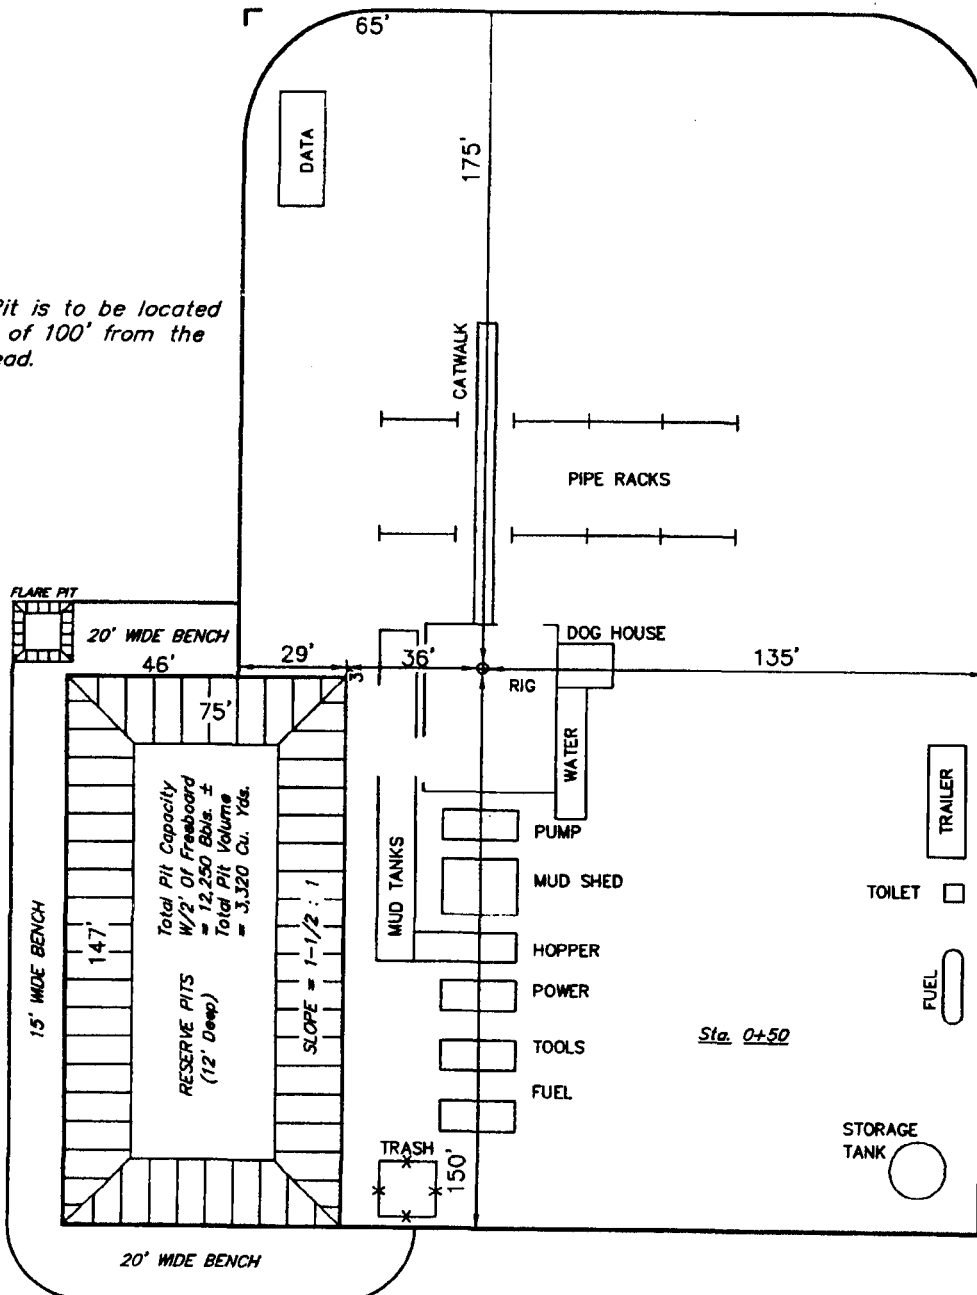 65'
DATA
175'
Pit is to be located
of 100' from the
ead.
CATWALK
PIPE RACKS
FLARE PIT
20' WIDE BENCH
DOG HOUSE
46'
29'
3'
36'
135'
RIG
75'
WATER
TRAILER
Total Pit Capacity
W/2' Of Freeboard
= 12,250 Bbls. ±
Total Pit Volume
= 3,320 Cu. Yds.
PUMP
MUD TANKS
MUD SHED
TOILET
147'
15' WIDE BENCH
HOPPER
SLOPE = 1-1/2 : 1
RESERVE PITS
(12' Deep)
POWER
FUEL
Sta. 0+50
TOOLS
FUEL
STORAGE
TANK
TRASH
150'
20' WIDE BENCH